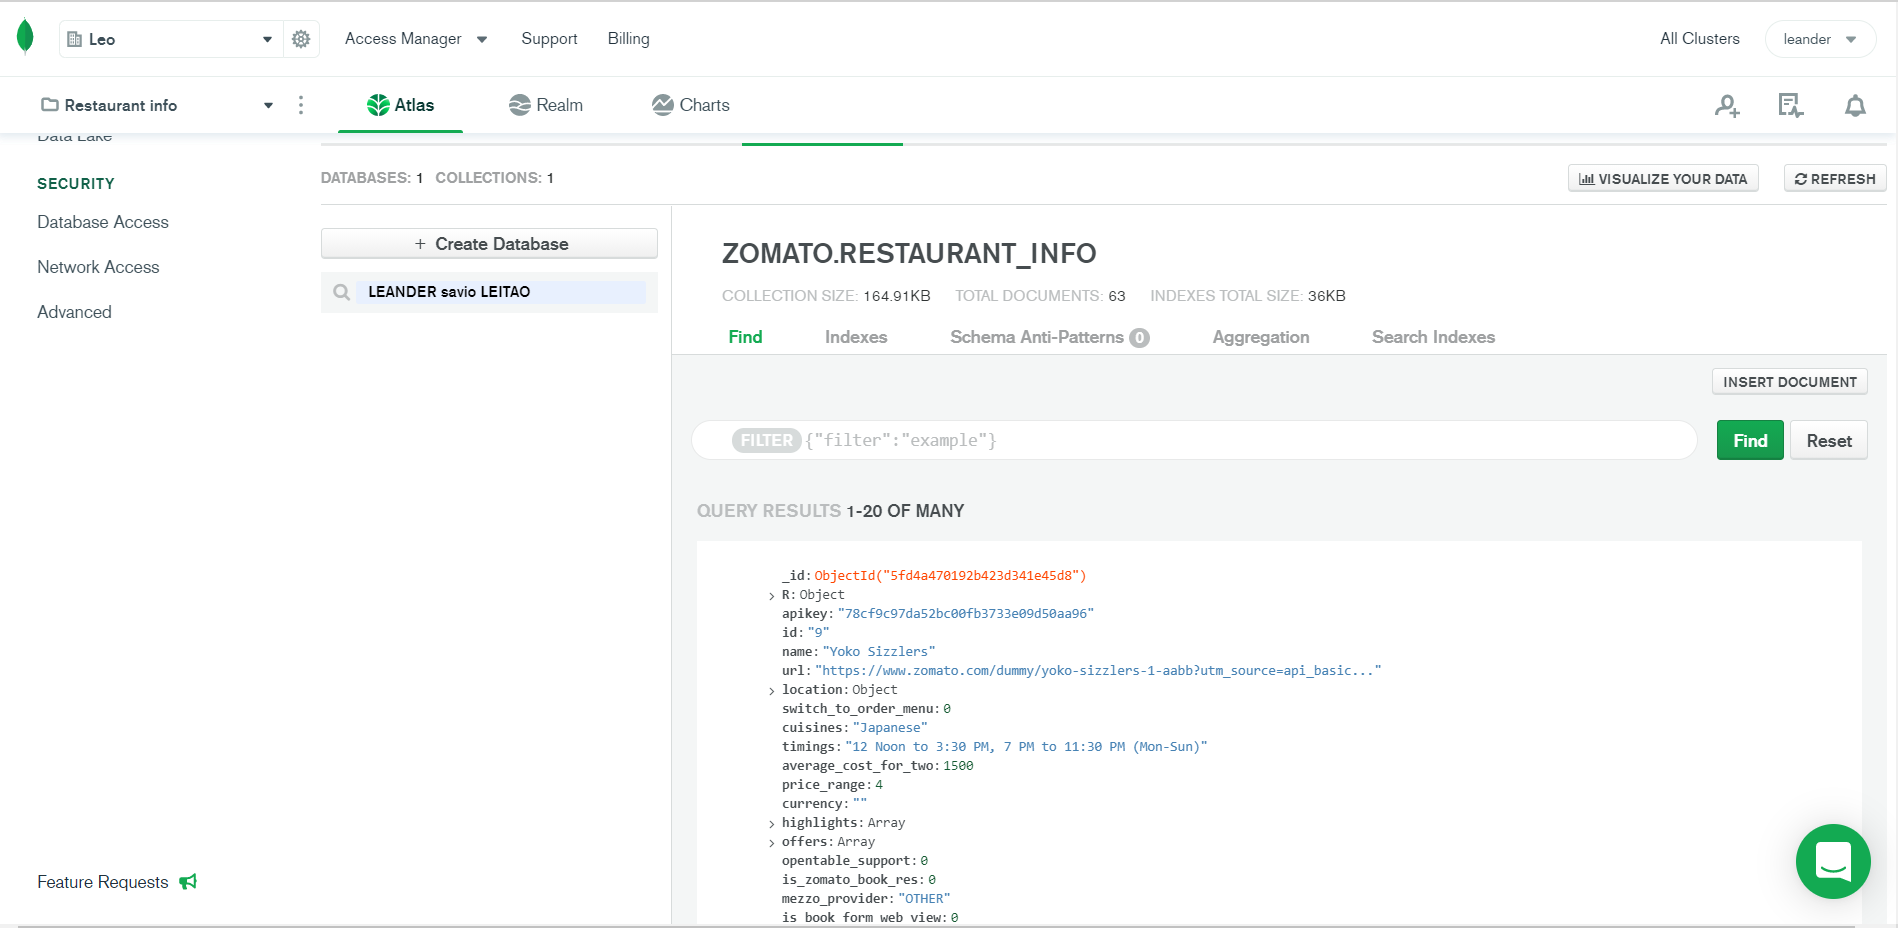 Leo
Access Manager
Support
Billing
All Clusters
leander
Restaurant info
Atlas
Realm
Charts
Data Lake
SECURITY
Database Access
Network Access
Advanced
Feature Requests
DATABASES: 1 COLLECTIONS: 1
VISUALIZE YOUR DATA
REFRESH
+ Create Database
LEANDER savio LEITAO
ZOMATO.RESTAURANT_INFO
COLLECTION SIZE: 164.91KB TOTAL DOCUMENTS: 63 INDEXES TOTAL SIZE: 36KB
Find
Indexes
Schema Anti-Patterns 0
Aggregation
Search Indexes
INSERT DOCUMENT
FILTER {"filter":"example"}
Find
Reset
QUERY RESULTS 1-20 OF MANY
_id: ObjectId("5fd4a470192b423d341e45d8")
R: Object
apikey: "78cf9c97da52bc00fb3733e09d50aa96"
id: "9"
name: "Yoko Sizzlers"
url: "https://www.zomato.com/dummy/yoko-sizzlers-1-aabb?utm_source=api_basic..."
location: Object
switch_to_order_menu: 0
cuisines: "Japanese"
timings: "12 Noon to 3:30 PM, 7 PM to 11:30 PM (Mon-Sun)"
average_cost_for_two: 1500
price_range: 4
currency: ""
highlights: Array
offers: Array
opentable_support: 0
is_zomato_book_res: 0
mezzo_provider: "OTHER"
is_book_form_web_view: 0